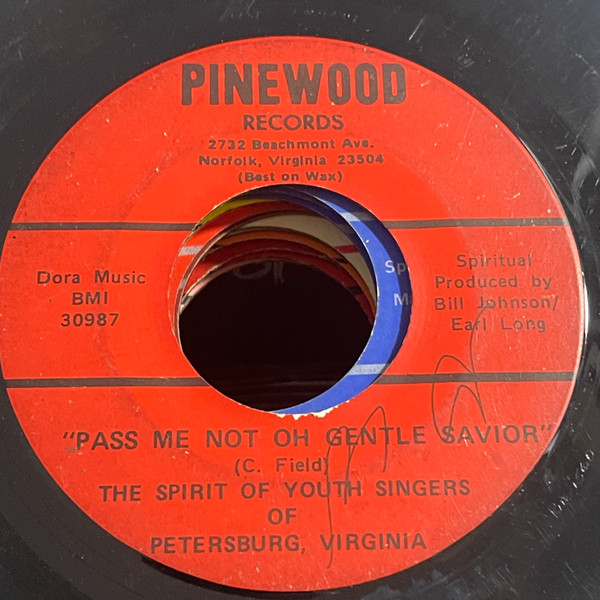 PINEWOOD
RECORDS
2732 Beachmont Ave.
Norfolk, Virginia 23504
(Best on Wax)
Dora Music
BMI
30987
Spiritual
Produced by
Bill Johnson/
Earl Long
"PASS ME NOT OH GENTLE SAVIOR"
(C. Field)
THE SPIRIT OF YOUTH SINGERS
OF
PETERSBURG, VIRGINIA